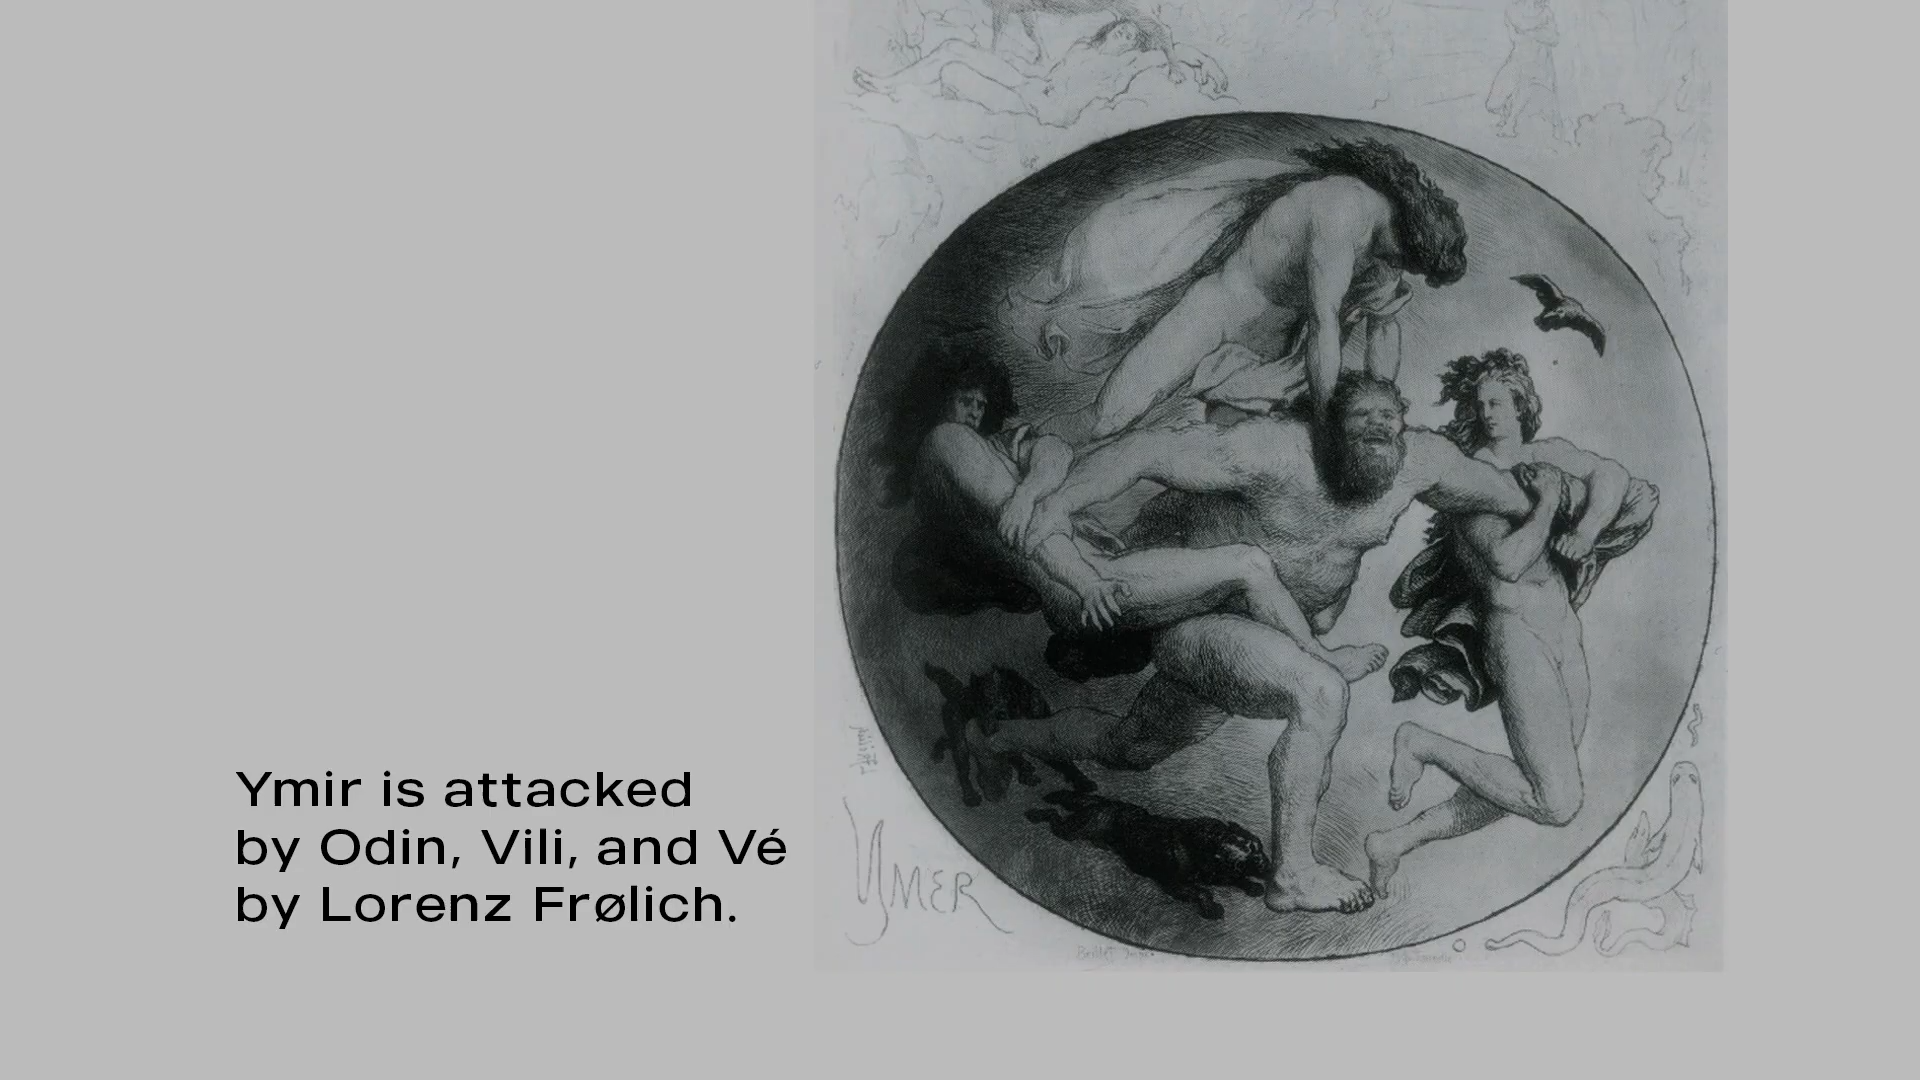 Ymir is attacked
by Odin, Vili, and Vé
by Lorenz Frølich.
YMER